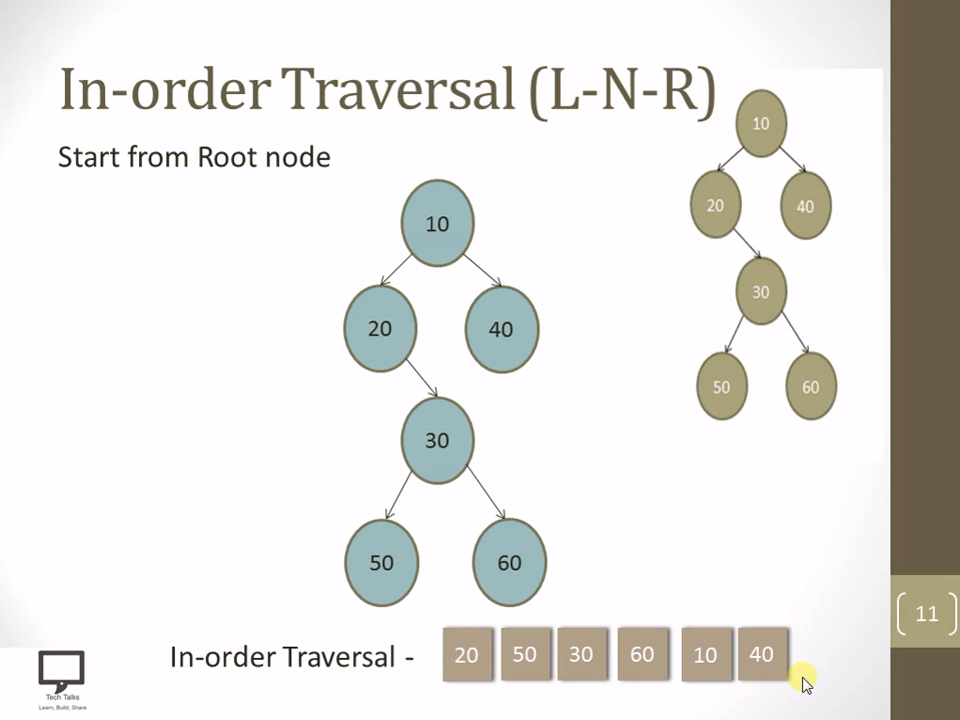 In-order Traversal (L-N-R)
Start from Root node
10
20
40
30
50
60
10
20
40
30
50
60
In-order Traversal - 20 50 30 60 10 40
11
Tech Talks
Learn, Build, Share